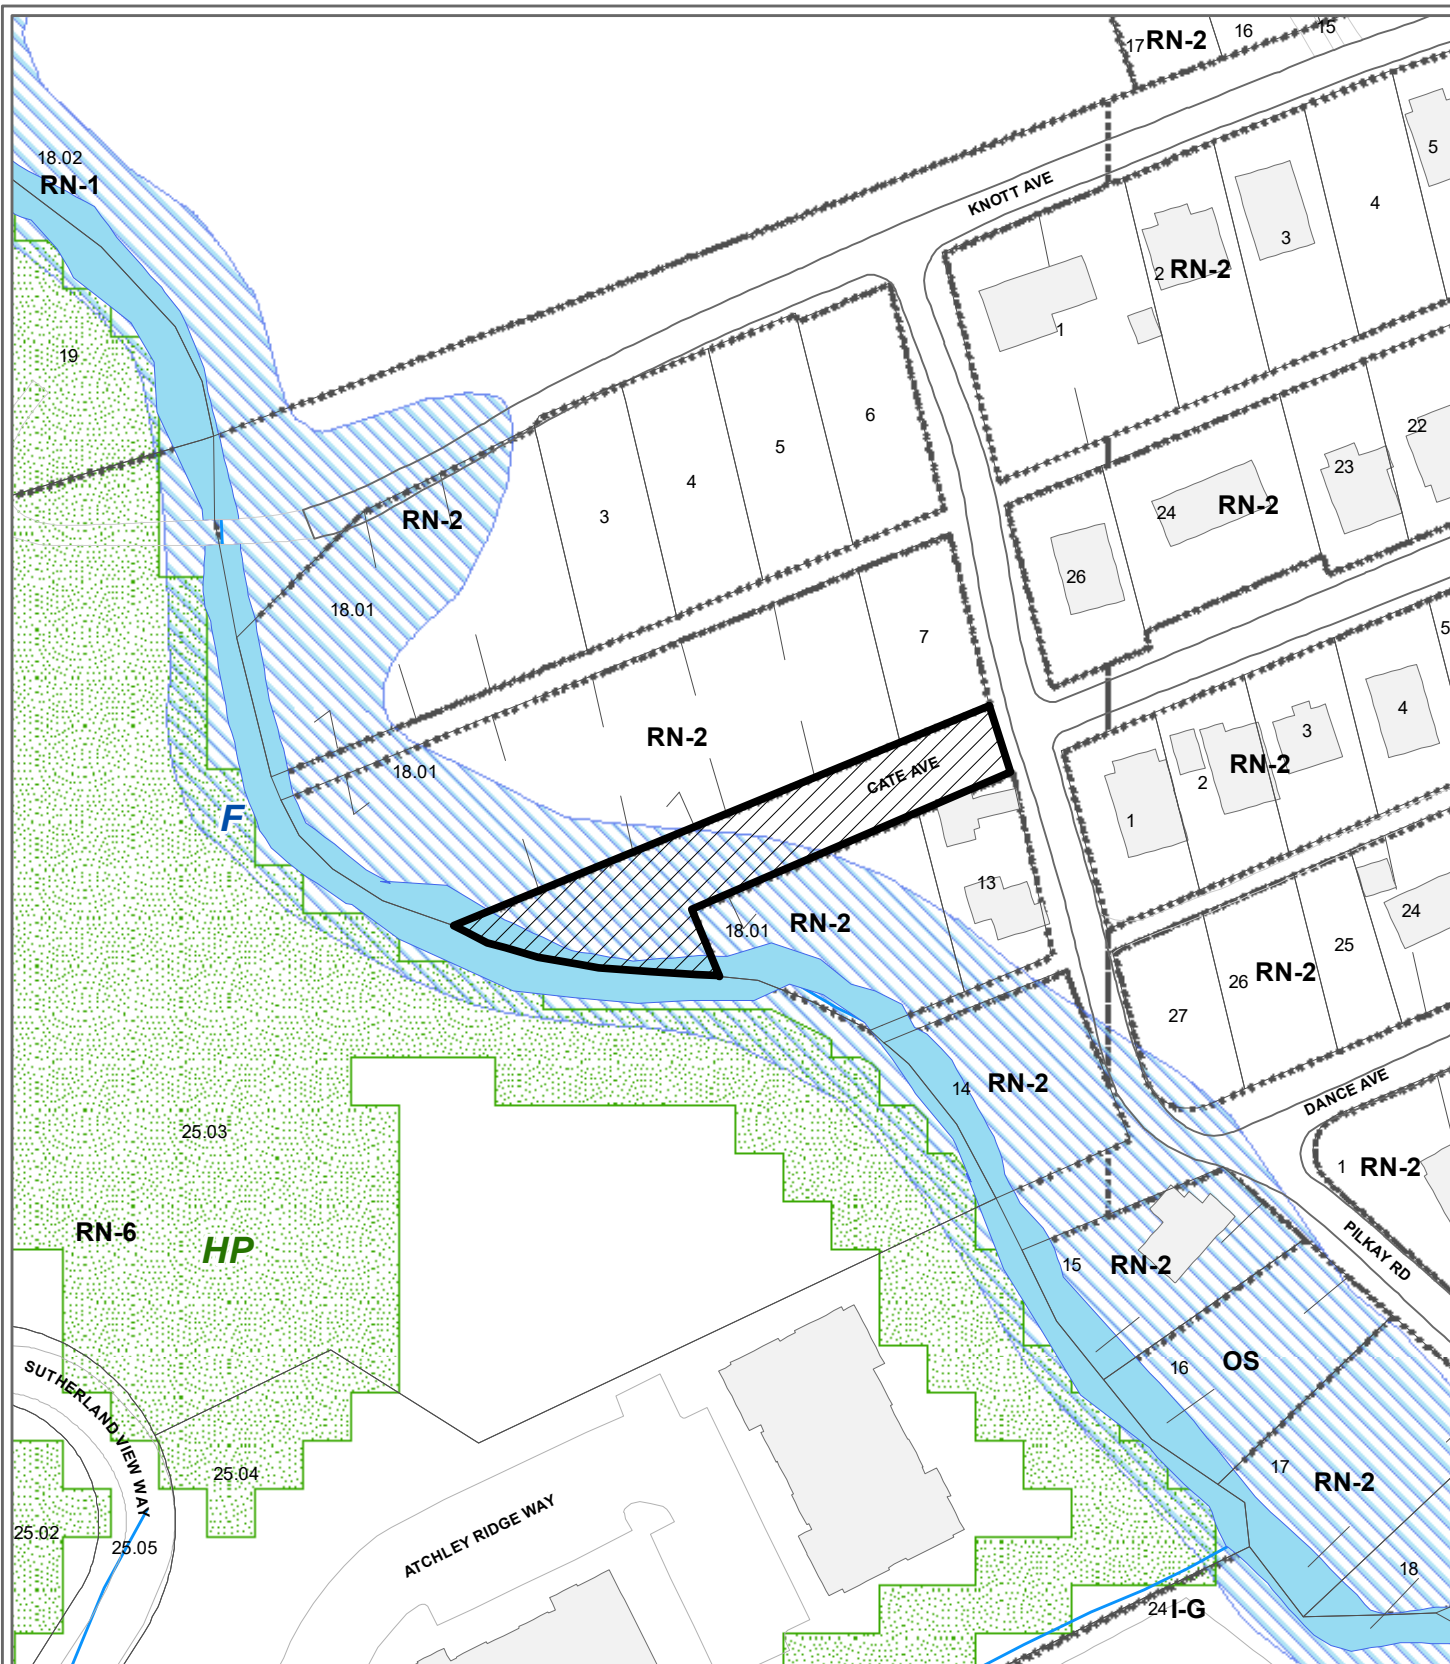 17 RN-2 16 15
18.02
RN-1
5
KNOTT AVE
4
3
2 RN-2
1
19
6
5
4
3
RN-2
22
23
24 RN-2
26
18.01
7
5
RN-2
18.01
4
3
RN-2
2
1
CATE AVE
F
13
24
18.01 RN-2
25
26 RN-2
27
14 RN-2
DANCE AVE
25.03
1 RN-2
RN-6
HP
PILKAY RD
15 RN-2
16 OS
SUTHERLAND VIEW WAY
25.04
17
RN-2
25.02
25.05
ATCHLEY RIDGE WAY
18
24 I-G